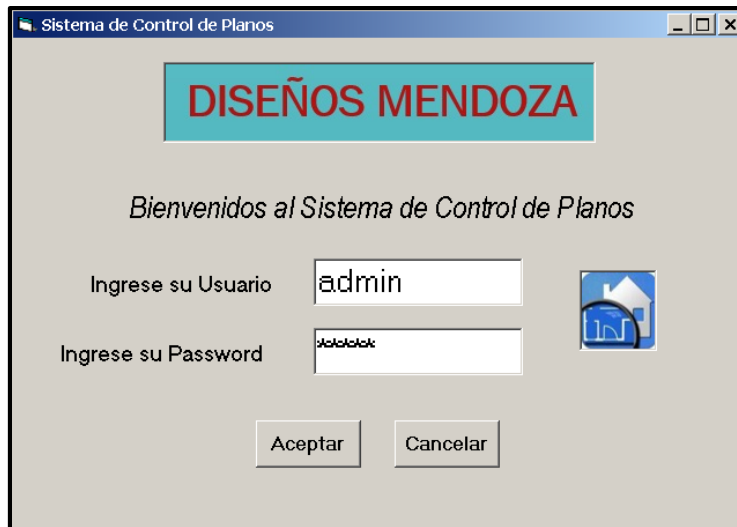 Sistema de Control de Planos
DISEÑOS MENDOZA
Bienvenidos al Sistema de Control de Planos
Ingrese su Usuario admin
Ingrese su Password ******
Aceptar Cancelar